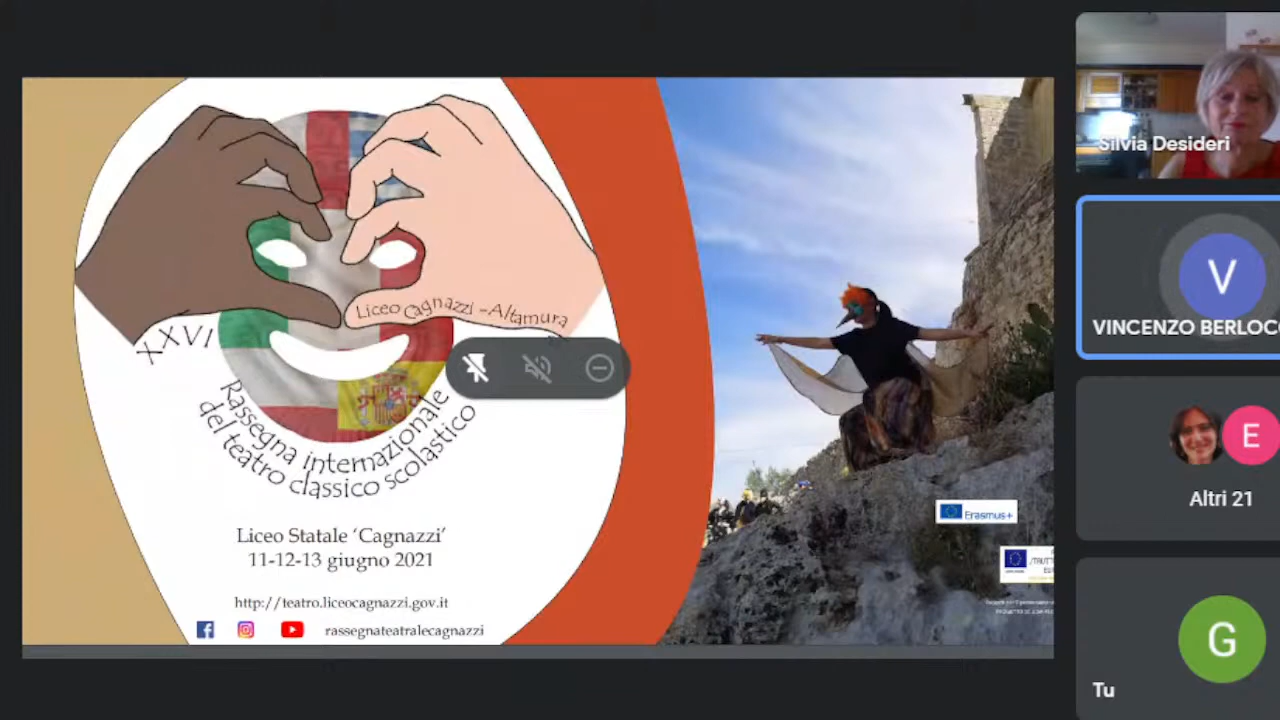 Liceo Cagnazzi -Altamura
XXVI
Rassegna internazionale
del teatro classico scolastico
Liceo Statale ‘Cagnazzi’
11-12-13 giugno 2021
http://teatro.liceocagnazzi.gov.it
rassegnateatralecagnazzi
Erasmus+
Silvia Desideri
V
VINCENZO BERLOC
E
Altri 21
G
Tu